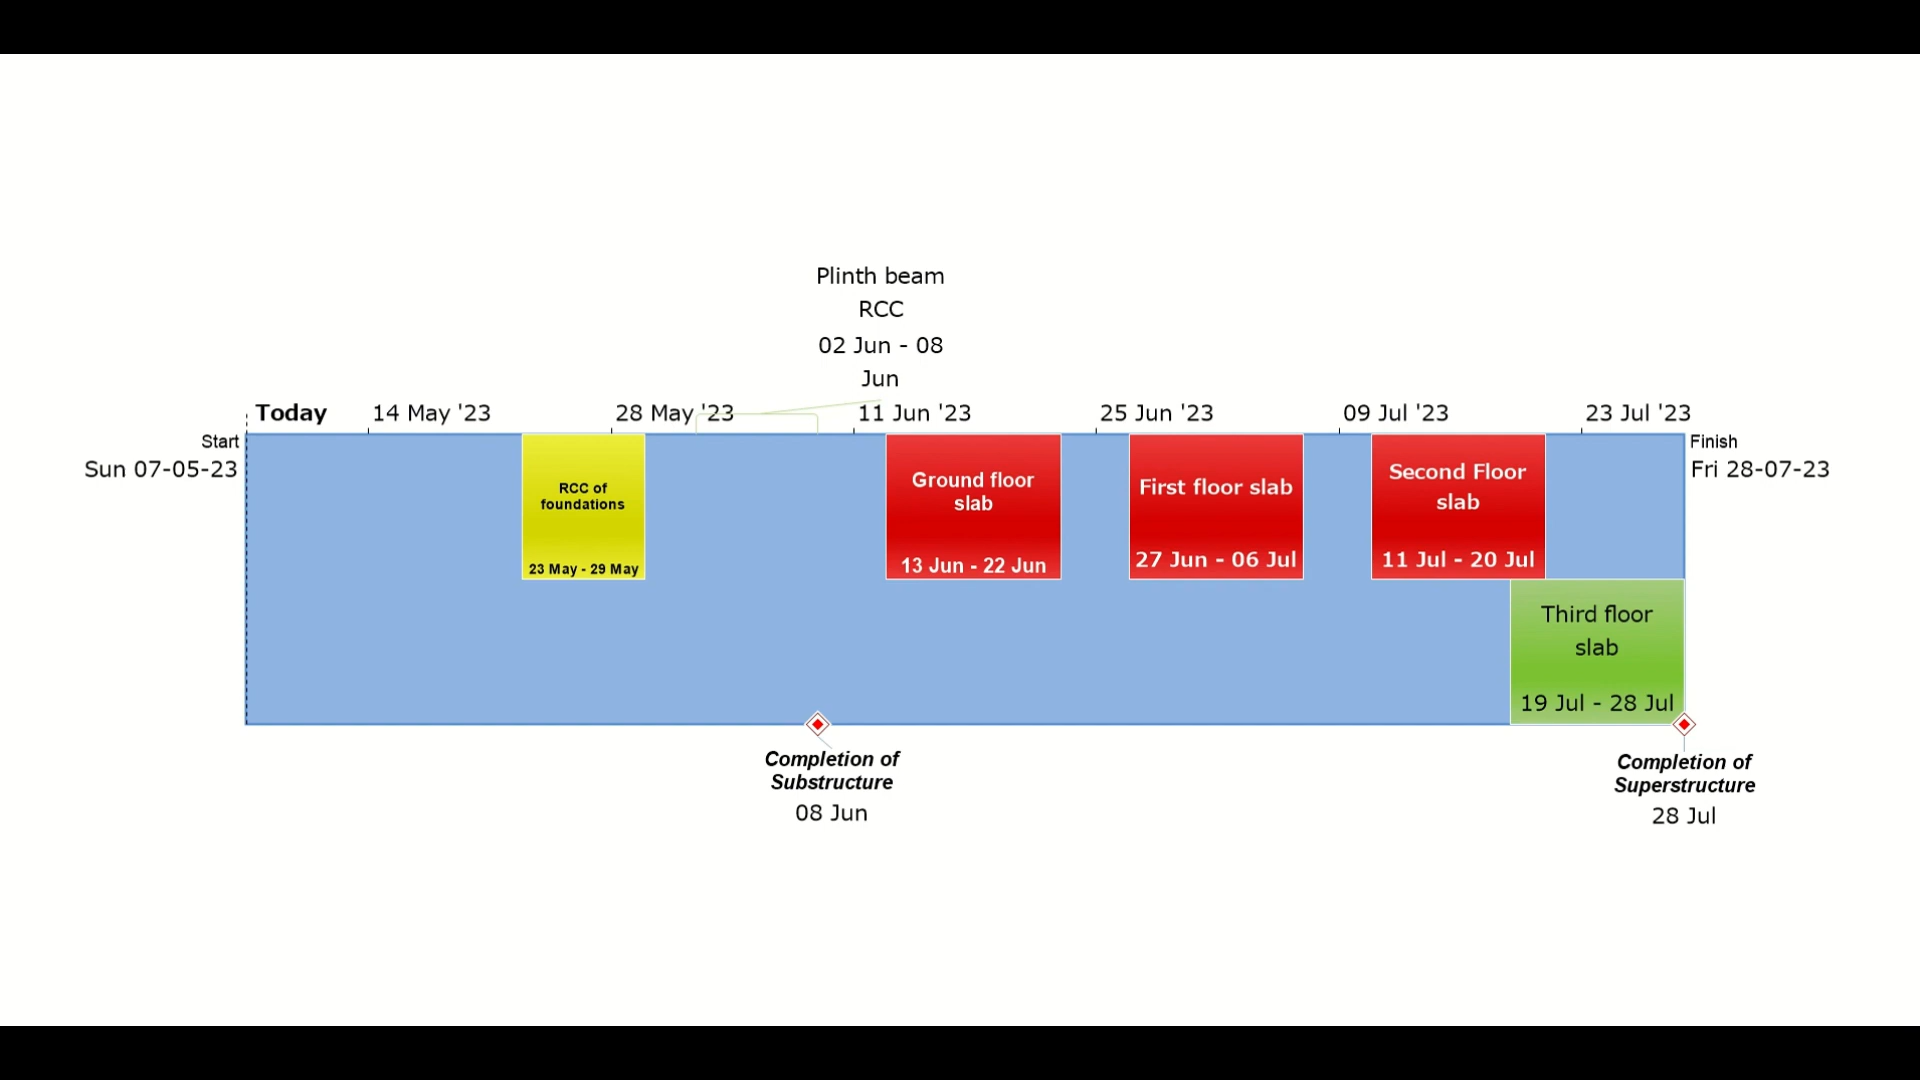 Plinth beam
RCC
02 Jun - 08
Jun
Today
14 May '23
28 May '23
11 Jun '23
25 Jun '23
09 Jul '23
23 Jul '23
Start
Sun 07-05-23
Finish
Fri 28-07-23
RCC of
foundations
23 May - 29 May
Ground floor
slab
13 Jun - 22 Jun
First floor slab
27 Jun - 06 Jul
Second Floor
slab
11 Jul - 20 Jul
Third floor
slab
19 Jul - 28 Jul
Completion of
Substructure
08 Jun
Completion of
Superstructure
28 Jul